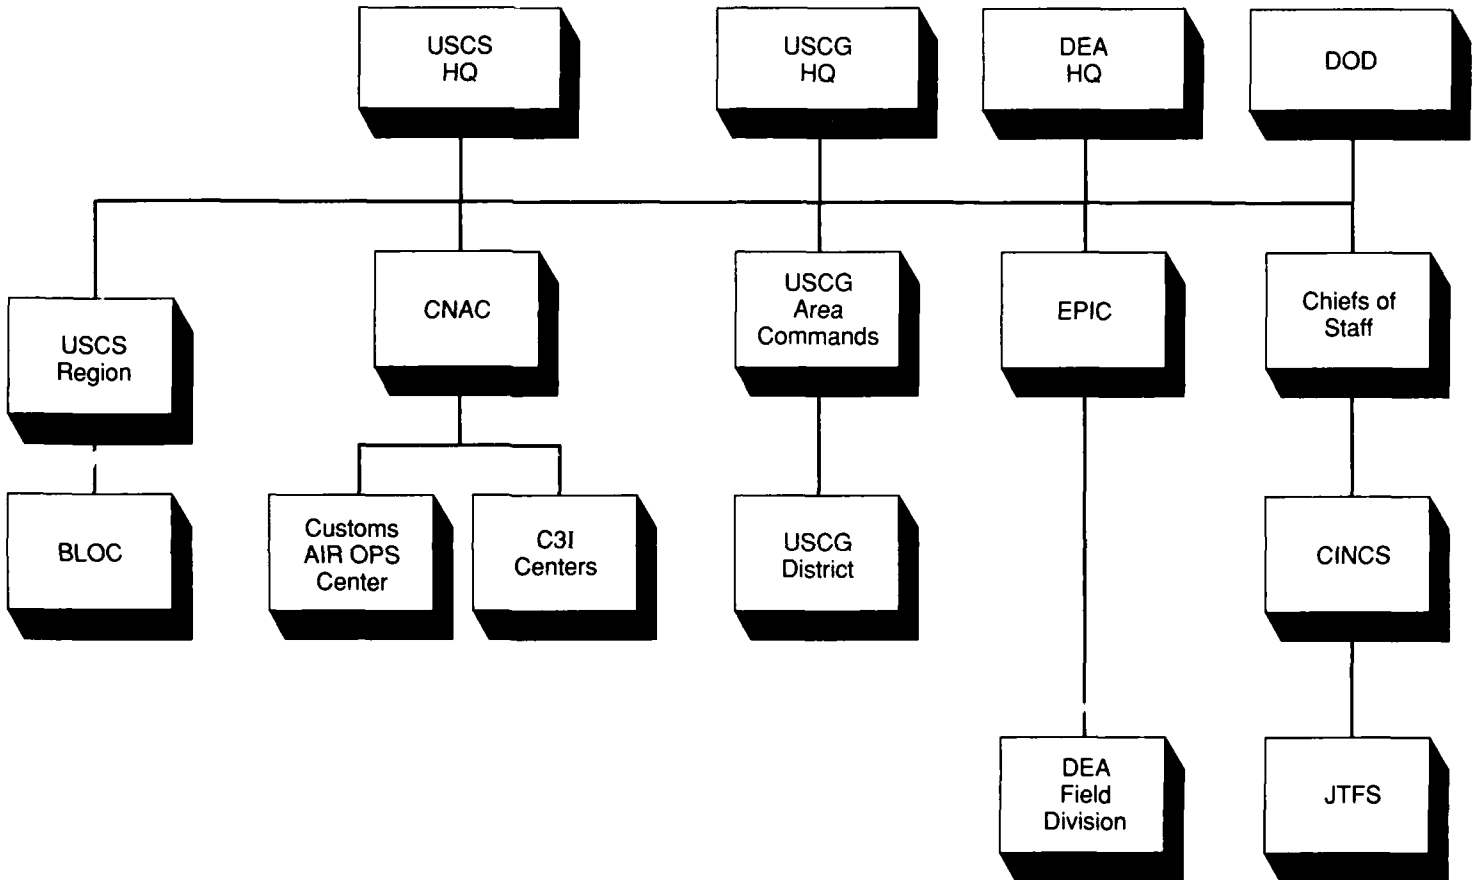 USCS
HQ
USCG
HQ
DEA
HQ
DOD
USCS
Region
CNAC
USCG
Area
Commands
EPIC
Chiefs of
Staff
BLOC
Customs
AIR OPS
Center
C3I
Centers
USCG
District
CINCS
DEA
Field
Division
JTFS